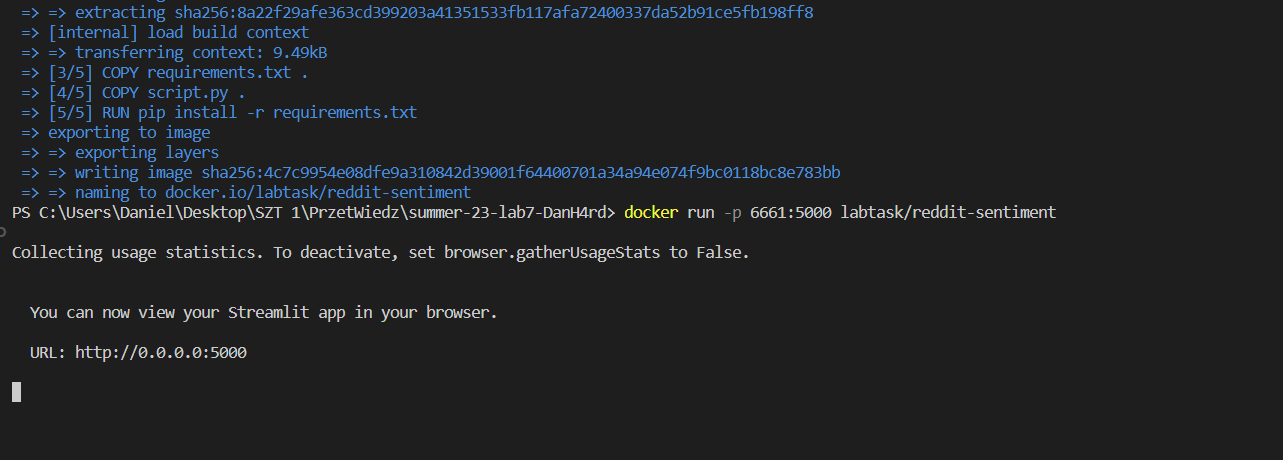 => => extracting sha256:8a22f29afe363cd399203a41351533fb117afa72400337da52b91ce5fb198ff8
=> [internal] load build context
=> => transferring context: 9.49kB
=> [3/5] COPY requirements.txt .
=> [4/5] COPY script.py .
=> [5/5] RUN pip install -r requirements.txt
=> exporting to image
=> => exporting layers
=> => writing image sha256:4c7c9954e08dfe9a310842d39001f64400701a34a94e074f9bc0118bc8e783bb
=> => naming to docker.io/labtask/reddit-sentiment
PS C:\Users\Daniel\Desktop\SZT 1\PrzetWiedz\summer-23-lab7-DanH4rd> docker run -p 6661:5000 labtask/reddit-sentiment
Collecting usage statistics. To deactivate, set browser.gatherUsageStats to False.
You can now view your Streamlit app in your browser.
URL: http://0.0.0.0:5000